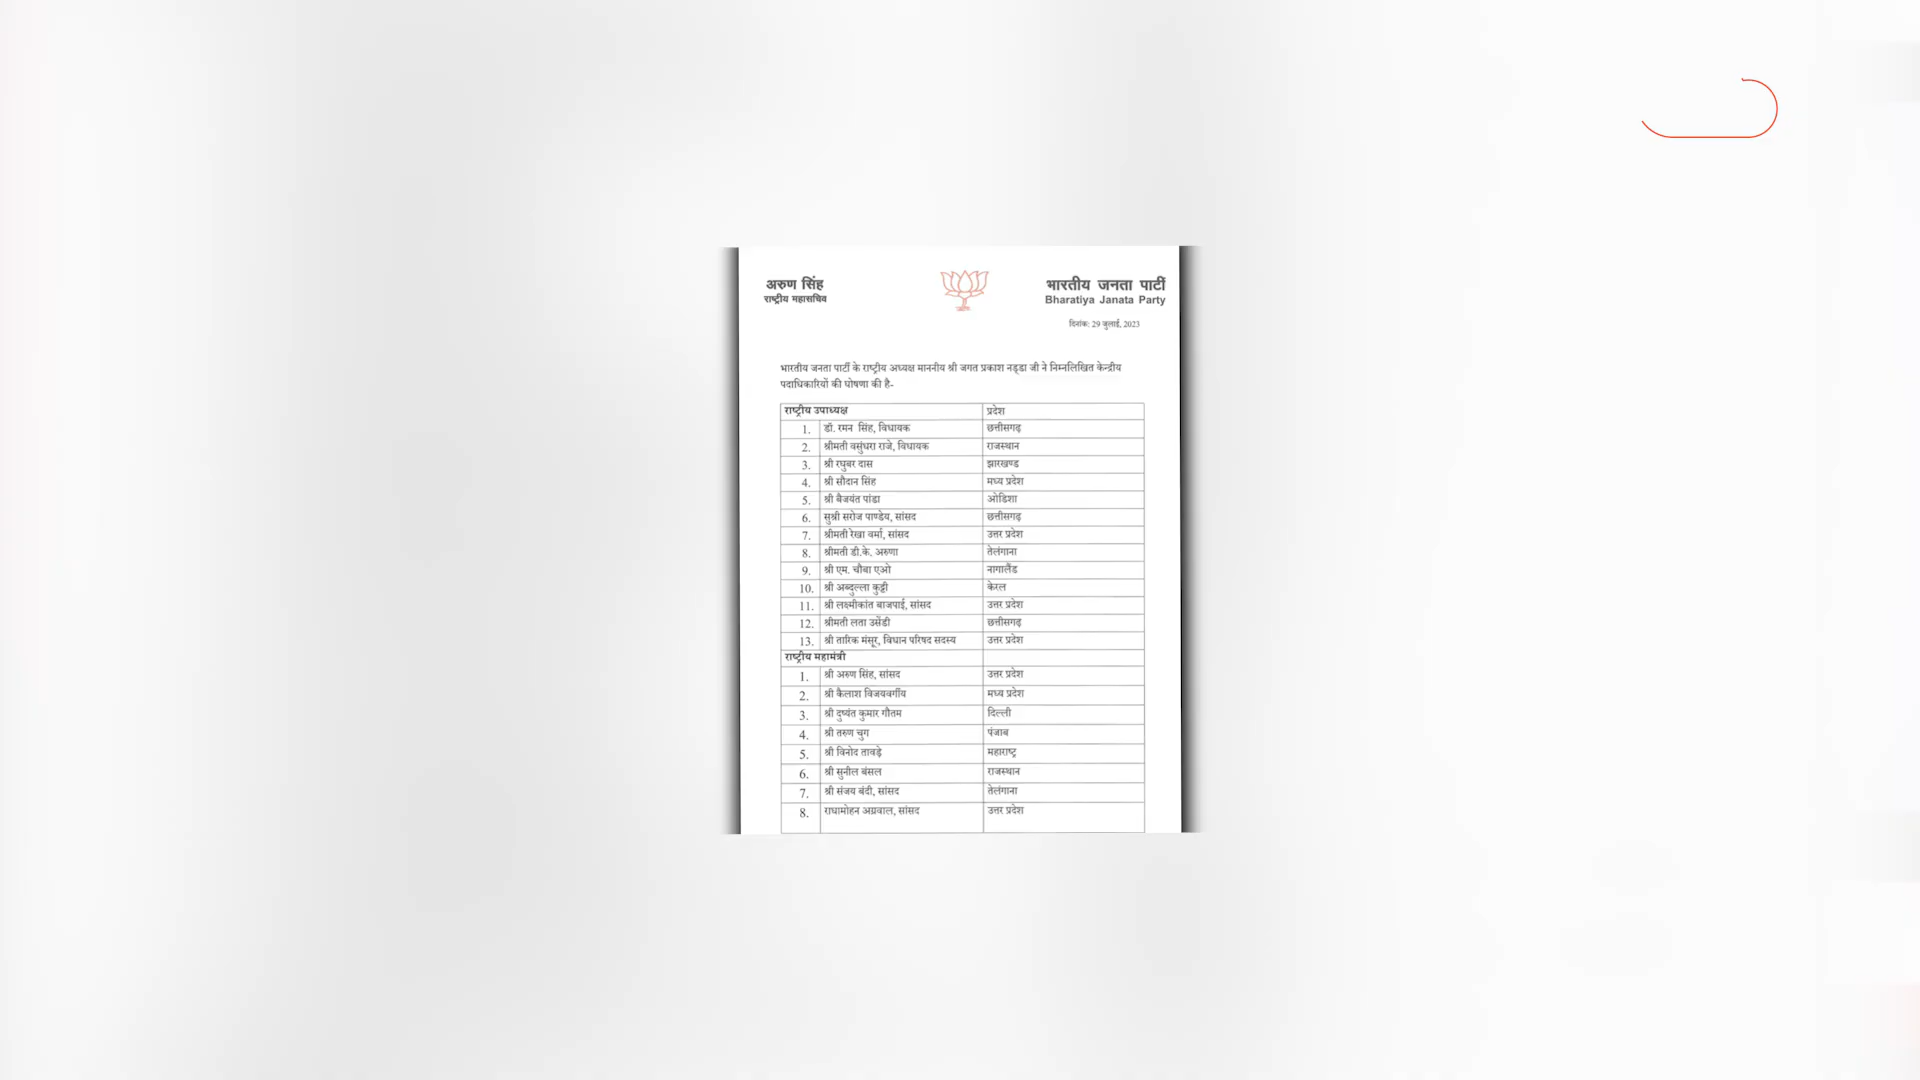 अरुण सिंह
राष्ट्रीय महासचिव
भारतीय जनता पार्टी
Bharatiya Janata Party
दिनांक: 29 जुलाई, 2023
भारतीय जनता पार्टी के राष्ट्रीय अध्यक्ष माननीय श्री जगत प्रकाश नड्डा जी ने निम्नलिखित केन्द्रीय
पदाधिकारियों की घोषणा की है-
राष्ट्रीय उपाध्यक्ष प्रदेश
1. डॉ. रमन सिंह, विधायक छत्तीसगढ़
2. श्रीमती वसुंधरा राजे, विधायक राजस्थान
3. श्री रघुबर दास झारखण्ड
4. श्री सौदान सिंह मध्य प्रदेश
5. श्री बैजयंत पांडा ओडिशा
6. सुश्री सरोज पाण्डेय, सांसद छत्तीसगढ़
7. श्रीमती रेखा वर्मा, सांसद उत्तर प्रदेश
8. श्रीमती डी.के. अरुणा तेलंगाना
9. श्री एम. चौबा एओ नागालैंड
10. श्री अब्दुल्ला कुट्टी केरल
11. श्री लक्ष्मीकांत बाजपाई, सांसद उत्तर प्रदेश
12. श्रीमती लता उसेंडी छत्तीसगढ़
13. श्री तारिक मंसूर, विधान परिषद सदस्य उत्तर प्रदेश
राष्ट्रीय महामंत्री
1. श्री अरुण सिंह, सांसद उत्तर प्रदेश
2. श्री कैलाश विजयवर्गीय मध्य प्रदेश
3. श्री दुष्यंत कुमार गौतम दिल्ली
4. श्री तरुण चुग पंजाब
5. श्री विनोद तावड़े महाराष्ट्र
6. श्री सुनील बंसल राजस्थान
7. श्री संजय बंदी, सांसद तेलंगाना
8. राधामोहन अग्रवाल, सांसद उत्तर प्रदेश